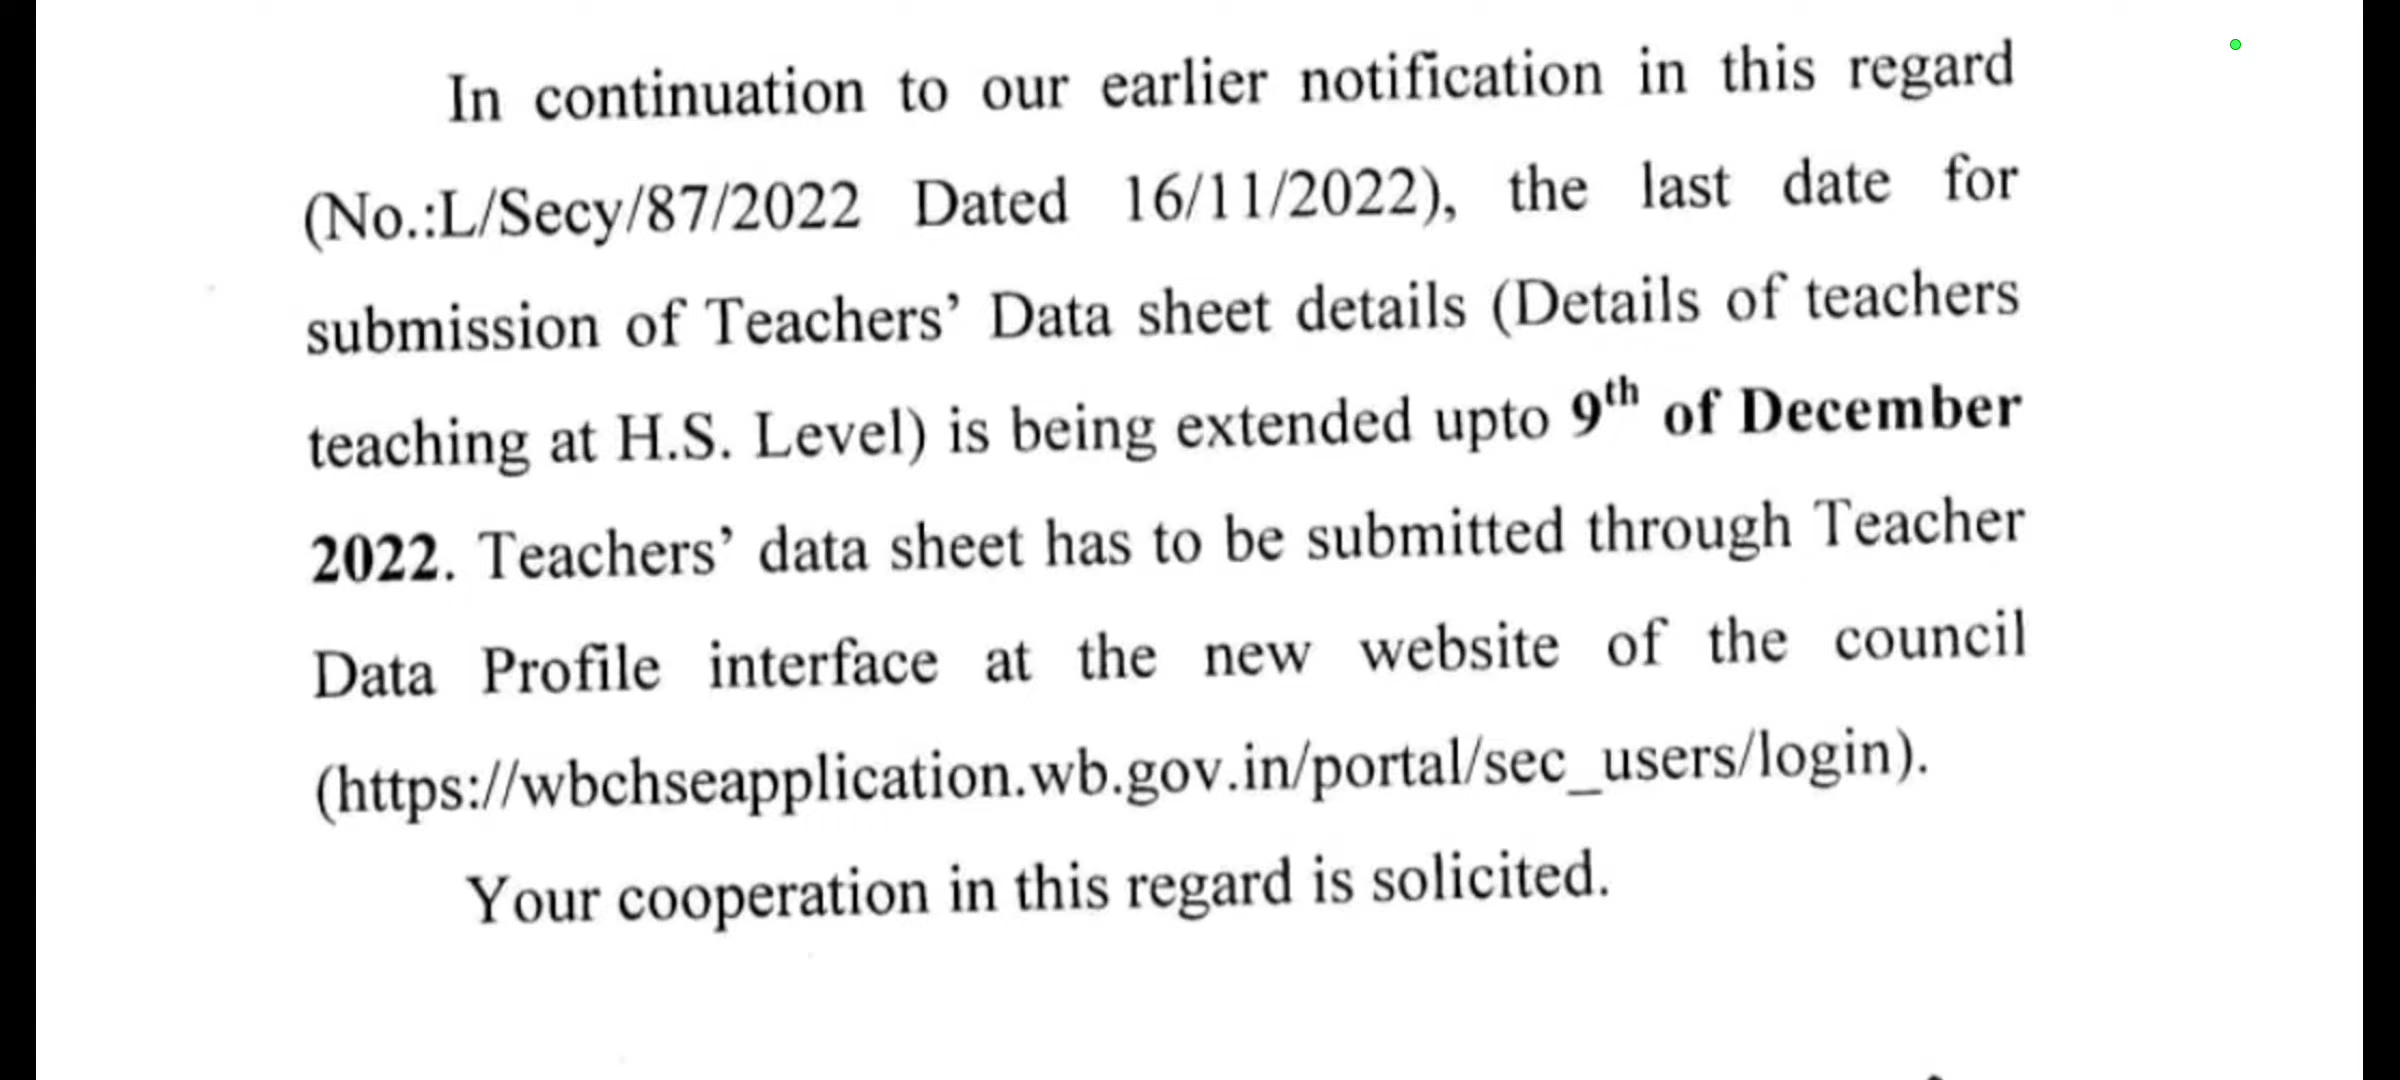 In continuation to our earlier notification in this regard
(No.:L/Secy/87/2022 Dated 16/11/2022), the last date for
submission of Teachers’ Data sheet details (Details of teachers
teaching at H.S. Level) is being extended upto 9th of December
2022. Teachers’ data sheet has to be submitted through Teacher
Data Profile interface at the new website of the council
(https://wbchseapplication.wb.gov.in/portal/sec_users/login).
Your cooperation in this regard is solicited.